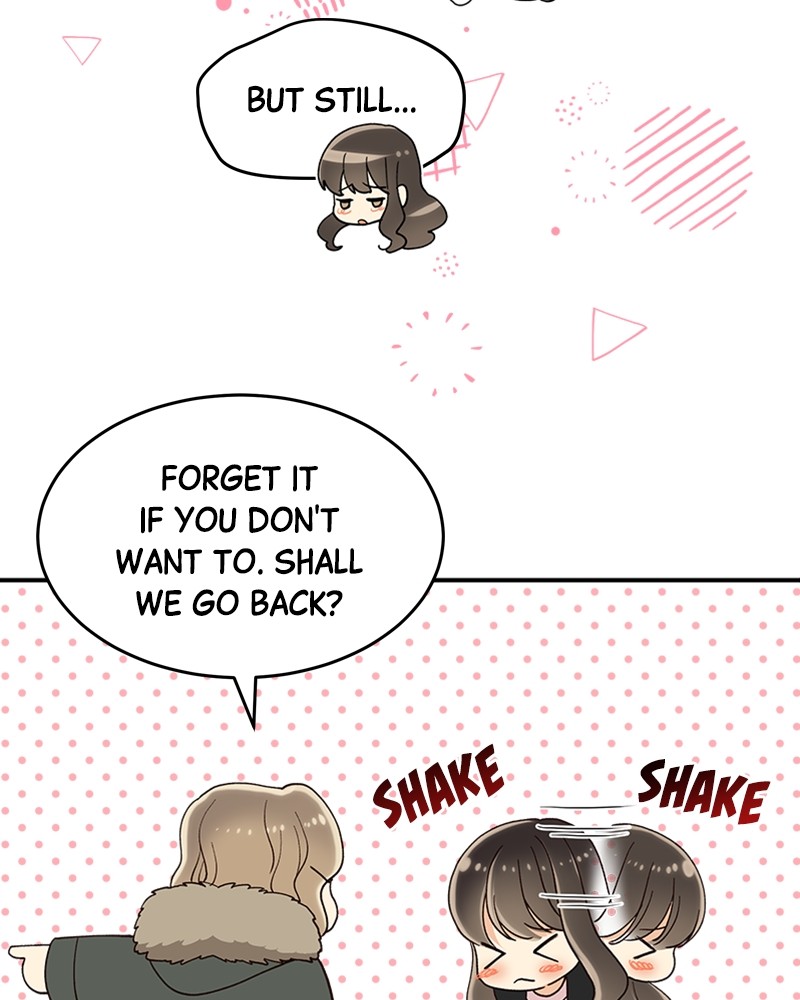 BUT STILL...
FORGET IT
IF YOU DON'T
WANT TO. SHALL
WE GO BACK?
SHAKE
SHAKE